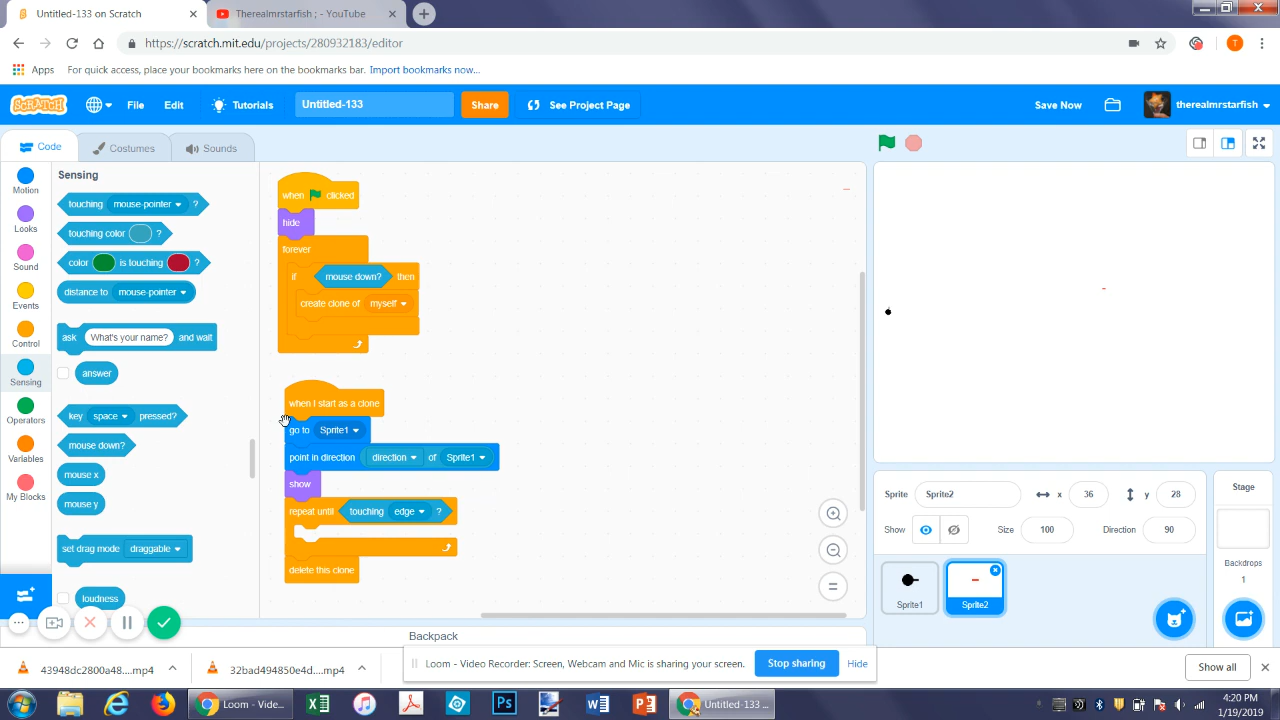 Untitled-133 on Scratch
Therealmrstarfish ; - YouTube
https://scratch.mit.edu/projects/280932183/editor
T
Apps
For quick access, place your bookmarks here on the bookmarks bar. Import bookmarks now...
SCRATCH
File
Edit
Tutorials
Untitled-133
Share
See Project Page
Save Now
therealmrstarfish
Code
Costumes
Sounds
Motion
Looks
Sound
Events
Control
Sensing
Operators
Variables
My Blocks
Sensing
touching mouse-pointer ?
touching color ?
color is touching ?
distance to mouse-pointer
ask What's your name? and wait
answer
key space pressed?
mouse down?
mouse x
mouse y
set drag mode draggable
loudness
when clicked
hide
forever
if mouse down? then
create clone of myself
when I start as a clone
go to Sprite1
point in direction direction of Sprite1
show
repeat until touching edge ?
delete this clone
Sprite Sprite2 x 36 y 28
Show Size 100 Direction 90
Sprite1
Sprite2
Stage
Backdrops
1
Backpack
43948dc2800a48....mp4
32bad494850e4d....mp4
Loom - Video Recorder: Screen, Webcam and Mic is sharing your screen.
Stop sharing
Hide
Show all
Loom - Vide...
Ps
Untitled-133 on ...
4:20 PM
1/19/2019